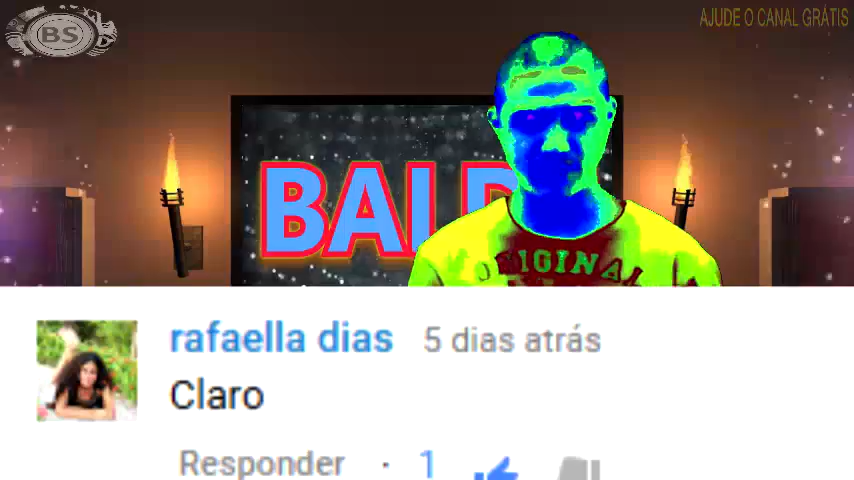 BS
AJUDE O CANAL GRÁTIS
BAL
ORIGINAL
rafaella dias 5 dias atrás
Claro
Responder · 1